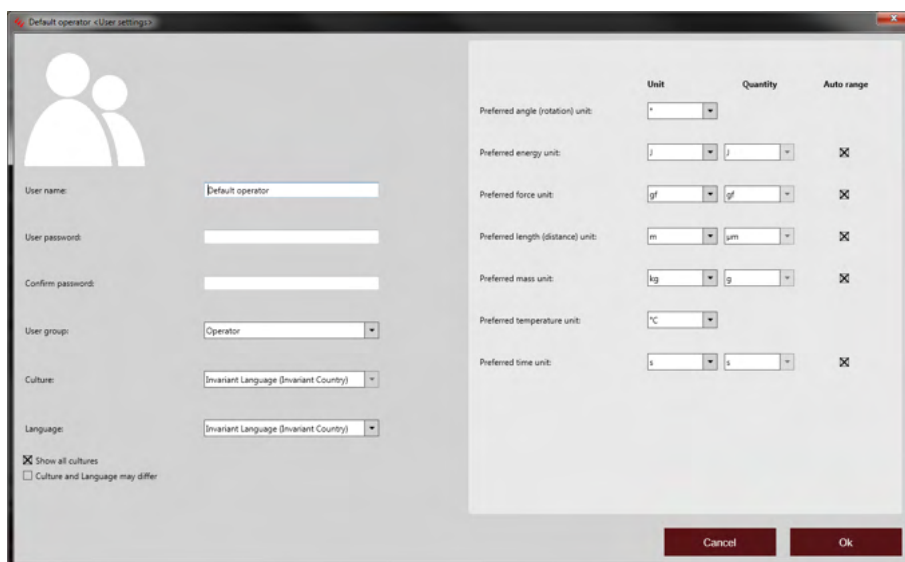 Default operator <User settings>
Unit Quantity Auto range
Preferred angle (rotation) unit: °
Preferred energy unit: J J
Preferred force unit: gf gf
Preferred length (distance) unit: m µm
Preferred mass unit: kg g
Preferred temperature unit: °C
Preferred time unit: s s
User name: Default operator
User password:
Confirm password:
User group: Operator
Culture: Invariant Language (Invariant Country)
Language: Invariant Language (Invariant Country)
Show all cultures
Culture and Language may differ
Cancel Ok